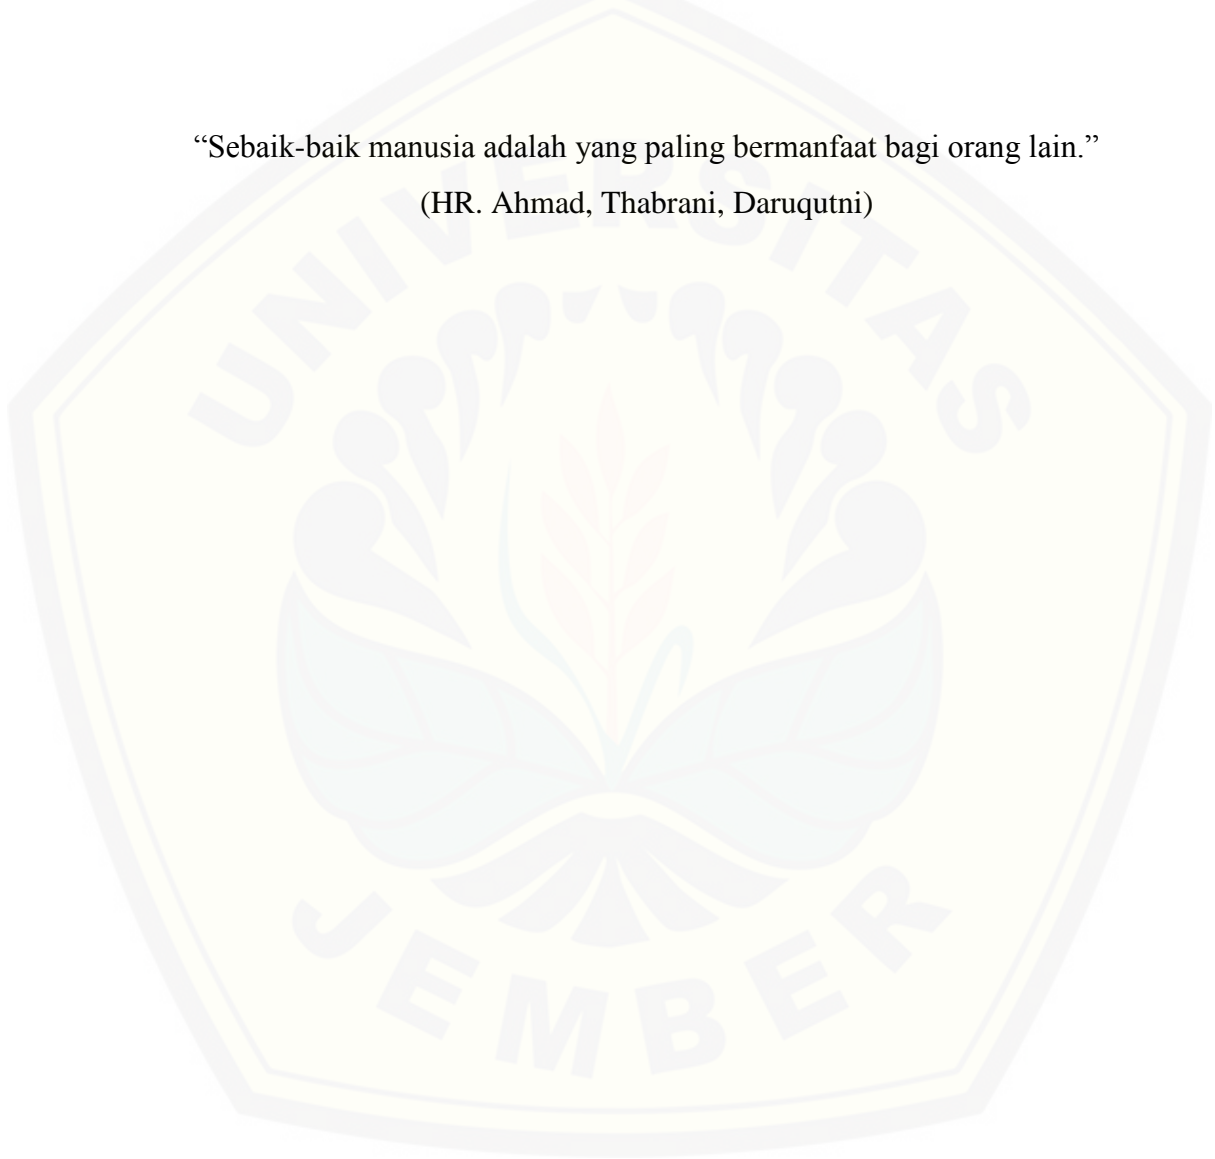 “Sebaik-baik manusia adalah yang paling bermanfaat bagi orang lain.”
(HR. Ahmad, Thabrani, Daruqutni)
UNIVERSITAS
JEMBER